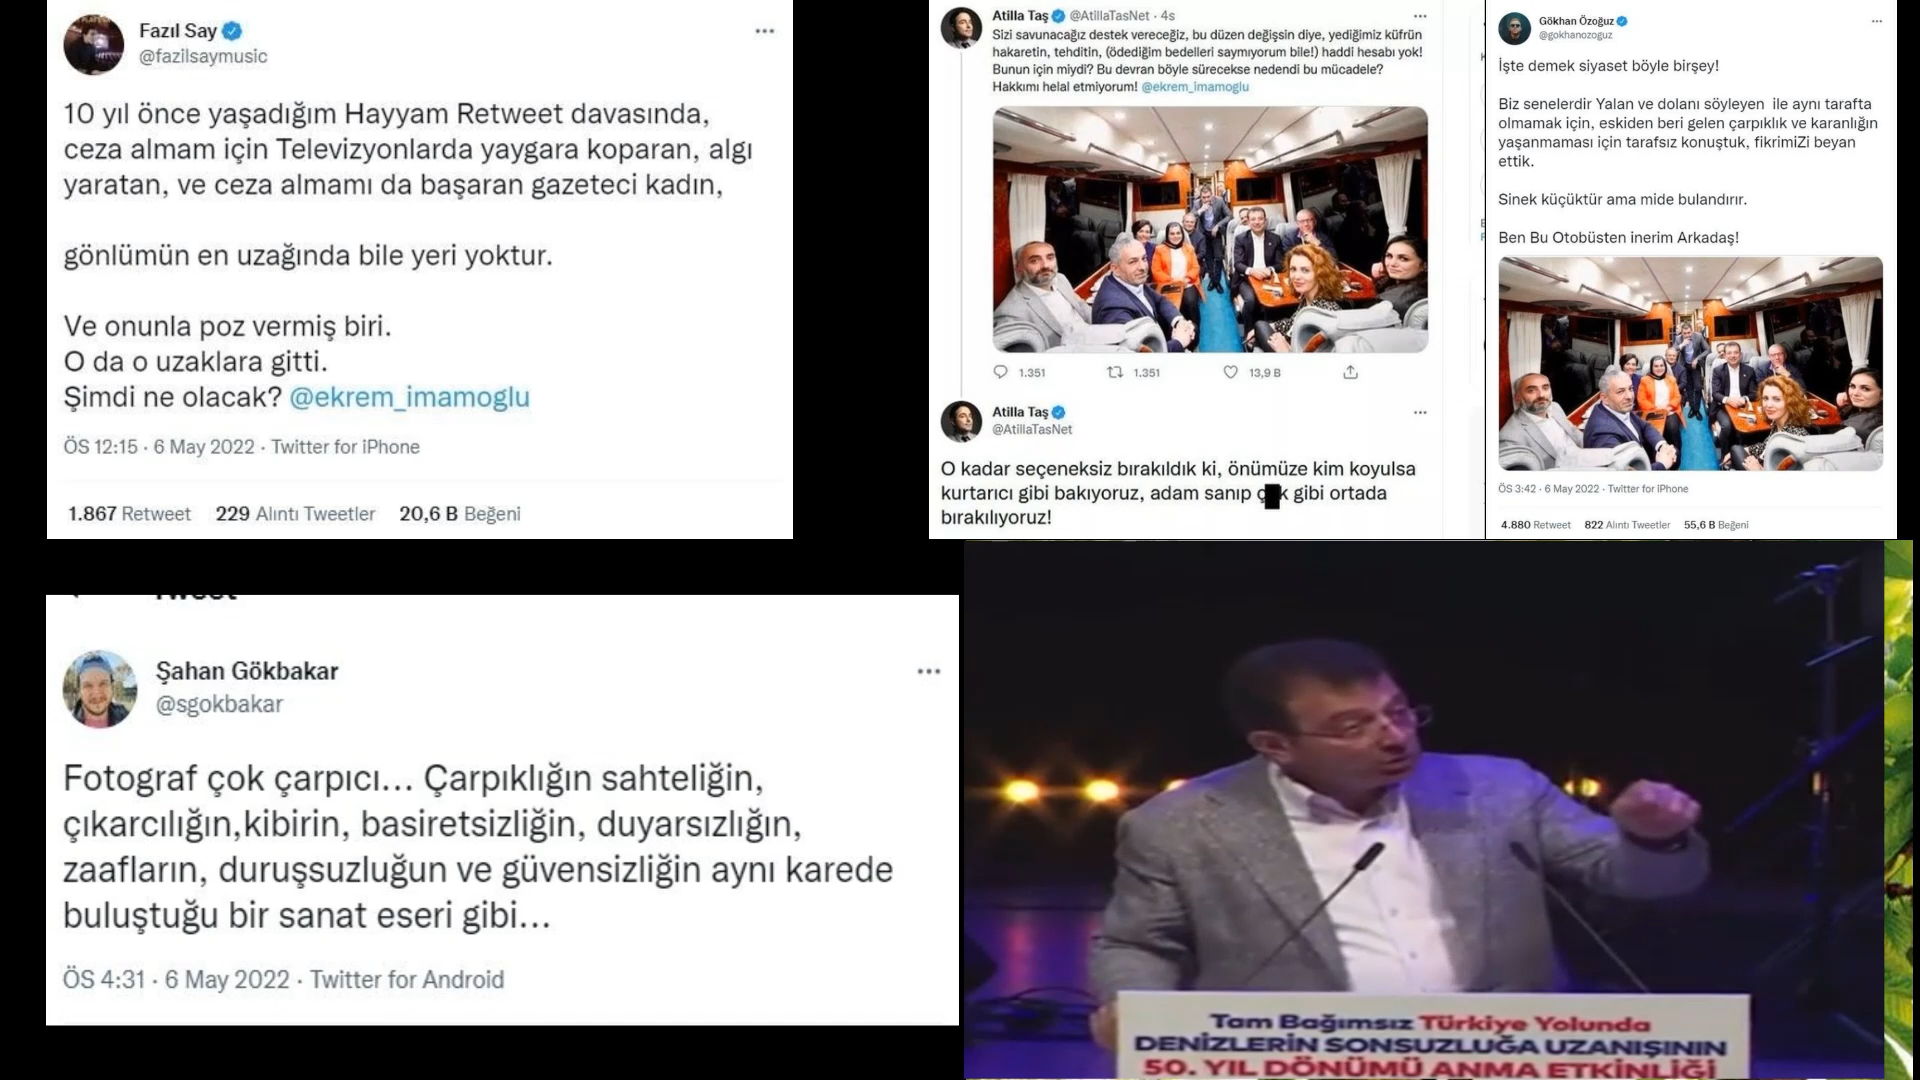 Fazıl Say
@fazilsaymusic
10 yıl önce yaşadığım Hayyam Retweet davasında,
ceza almam için Televizyonlarda yaygara koparan, algı
yaratan, ve ceza almamı da başaran gazeteci kadın,
gönlümün en uzağında bile yeri yoktur.
Ve onunla poz vermiş biri.
O da o uzaklara gitti.
Şimdi ne olacak? @ekrem_imamoglu
ÖS 12:15 · 6 May 2022 · Twitter for iPhone
1.867 Retweet 229 Alıntı Tweetler 20,6 B Beğeni
Atilla Taş @AtillaTasNet · 4s
Sizi savunacağız destek vereceğiz, bu düzen değişsin diye, yediğimiz küfrün
hakaretin, tehditin, (ödediğim bedelleri saymıyorum bile!) haddi hesabı yok!
Bunun için miydi? Bu devran böyle sürecekse nedendi bu mücadele?
Hakkımı helal etmiyorum! @ekrem_imamoglu
1.351 1.351 13,9 B
Atilla Taş
@AtillaTasNet
O kadar seçeneksiz bırakıldık ki, önümüze kim koyulsa
kurtarıcı gibi bakıyoruz, adam sanıp gibi ortada
bırakılıyoruz!
Gökhan Özoğuz
@gokhanozoguz
İşte demek siyaset böyle birşey!
Biz senelerdir Yalan ve dolanı söyleyen ile aynı tarafta
olmamak için, eskiden beri gelen çarpıklık ve karanlığın
yaşanmaması için tarafsız konuştuk, fikrimiZi beyan
ettik.
Sinek küçüktür ama mide bulandırır.
Ben Bu Otobüsten inerim Arkadaş!
ÖS 3:42 · 6 May 2022 · Twitter for iPhone
4.880 Retweet 822 Alıntı Tweetler 55,6 B Beğeni
Tweet
Şahan Gökbakar
@sgokbakar
Fotograf çok çarpıcı... Çarpıklığın sahteliğin,
çıkarcılığın,kibirin, basiretsizliğin, duyarsızlığın,
zaafların, duruşsuzluğun ve güvensizliğin aynı karede
buluştuğu bir sanat eseri gibi...
ÖS 4:31 · 6 May 2022 · Twitter for Android
Tam Bağımsız Türkiye Yolunda
DENİZLERİN SONSUZLUĞA UZANIŞININ
50. YIL DÖNÜMÜ ANMA ETKİNLİĞİ